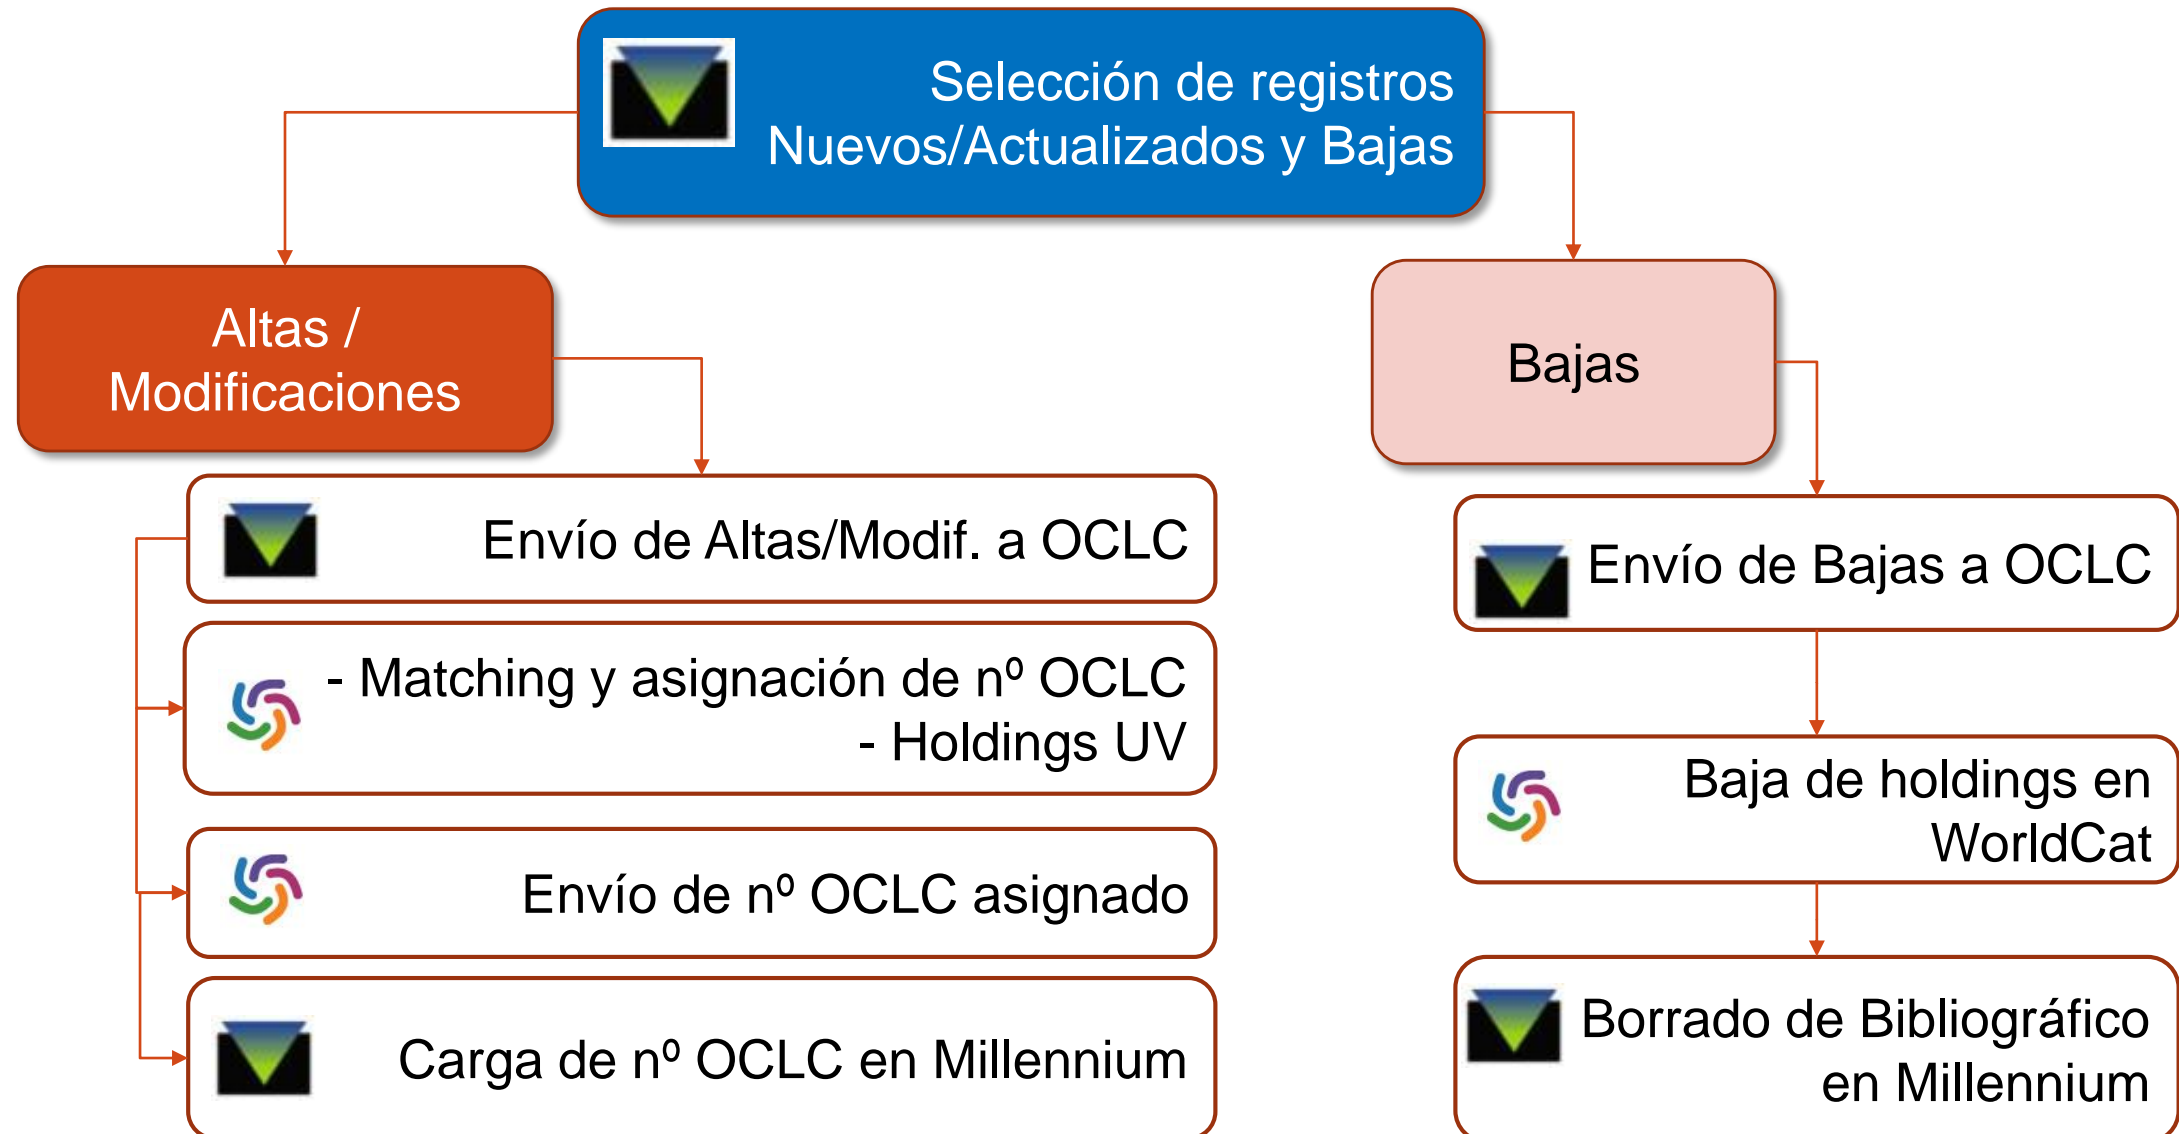 Selección de registros
Nuevos/Actualizados y Bajas
Altas /
Modificaciones
Bajas
Envío de Altas/Modif. a OCLC
- Matching y asignación de nº OCLC
- Holdings UV
Envío de nº OCLC asignado
Carga de nº OCLC en Millennium
Envío de Bajas a OCLC
Baja de holdings en
WorldCat
Borrado de Bibliográfico
en Millennium